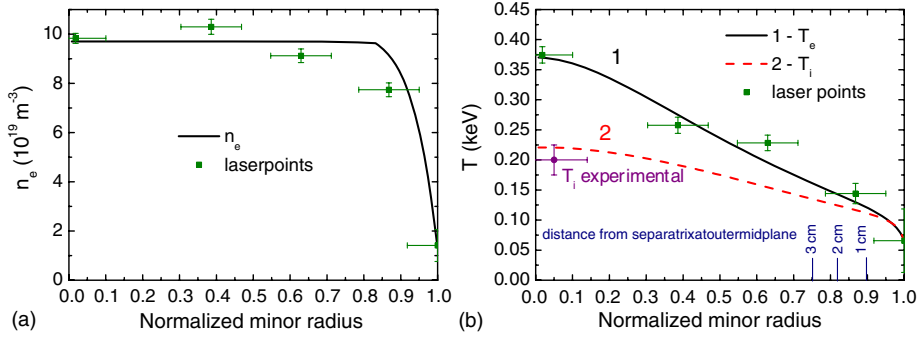 10
8
6
4
2
0
n_e (10^19 m^-3)
n_e
laserpoints
0.0 0.1 0.2 0.3 0.4 0.5 0.6 0.7 0.8 0.9 1.0
(a)
Normalized minor radius
0.45
0.40
0.35
0.30
0.25
0.20
0.15
0.10
0.05
0.00
T (keV)
1
1 - T_e
2 - T_i
laser points
2
T_i experimental
distance from separatrixatoutermidplane
3 cm
2 cm
1 cm
0.0 0.1 0.2 0.3 0.4 0.5 0.6 0.7 0.8 0.9 1.0
(b)
Normalized minor radius